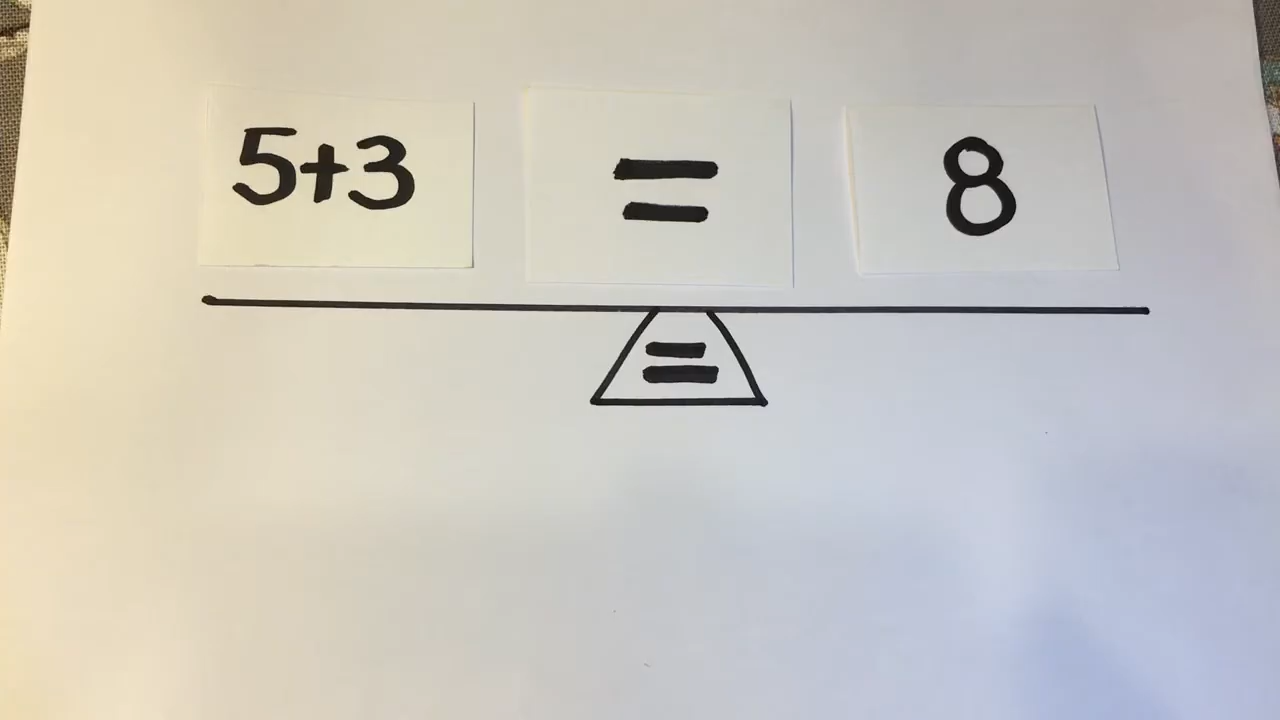 5+3 = 8
=